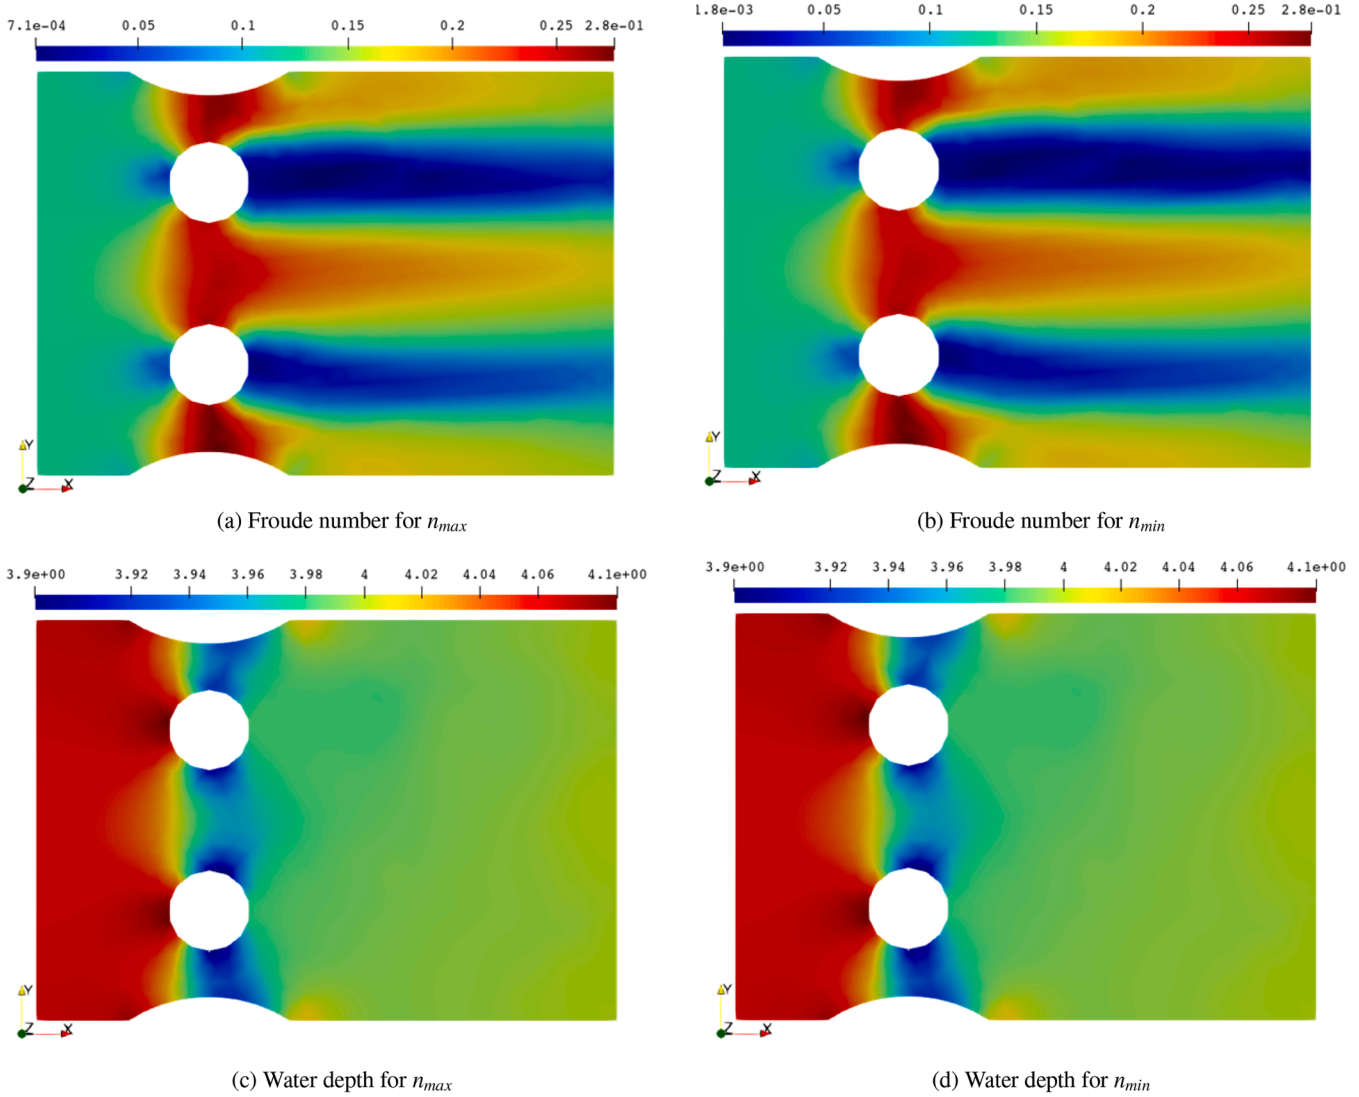 7.1e-04 0.05 0.1 0.15 0.2 0.25 2.8e-01
1.8e-03 0.05 0.1 0.15 0.2 0.25 2.8e-01
Y
Z X
Y
Z X
(a) Froude number for n_max
(b) Froude number for n_min
3.9e+00 3.92 3.94 3.96 3.98 4 4.02 4.04 4.06 4.1e+00
3.9e+00 3.92 3.94 3.96 3.98 4 4.02 4.04 4.06 4.1e+00
Y
Z X
Y
Z X
(c) Water depth for n_max
(d) Water depth for n_min